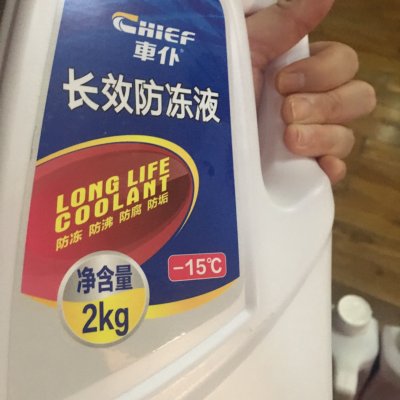 CHIEF
車仆
长效防冻液
LONG LIFE
COOLANT
防冻 防沸 防腐 防垢
-15℃
净含量
2kg